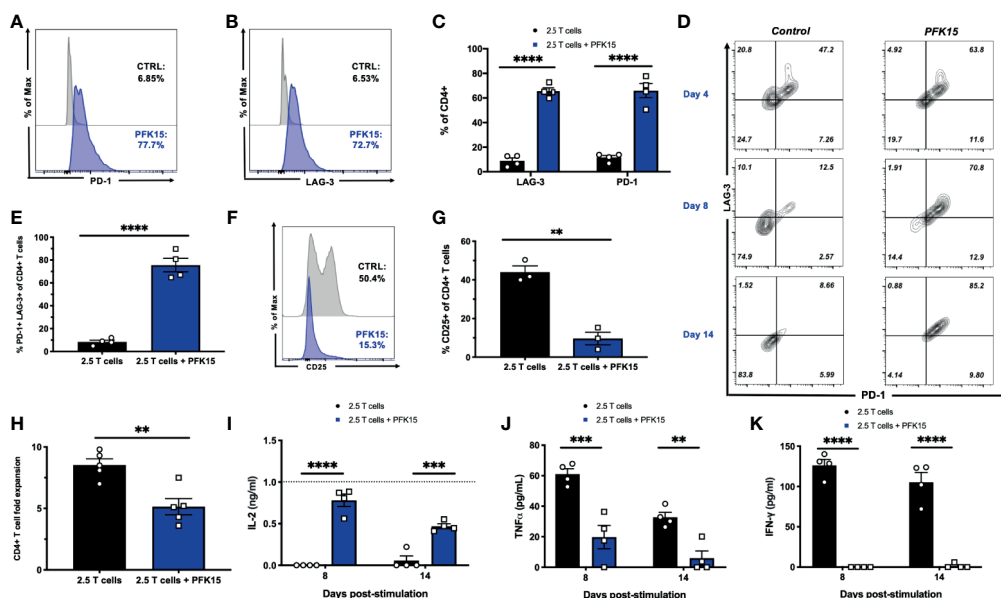 A
% of Max
CTRL:
6.85%
PFK15:
77.7%
PD-1
B
% of Max
CTRL:
6.53%
PFK15:
72.7%
LAG-3
C
2.5 T cells
2.5 T cells + PFK15
% of CD4+
100
80
60
40
20
0
****
****
LAG-3
PD-1
D
Control
PFK15
Day 4
20.8
47.2
24.7
7.26
4.92
63.8
19.7
11.6
Day 8
10.1
12.5
74.9
2.57
1.91
70.8
14.4
12.9
Day 14
1.52
8.66
83.8
5.99
0.88
85.2
4.14
9.80
LAG-3
PD-1
E
% PD-1+ LAG-3+ of CD4+ T cells
100
80
60
40
20
0
****
2.5 T cells
2.5 T cells + PFK15
F
% of Max
CTRL:
50.4%
PFK15:
15.3%
CD25
G
% CD25+ of CD4+ T cells
80
60
40
20
0
**
2.5 T cells
2.5 T cells + PFK15
H
CD4+ T cell fold expansion
10
5
0
**
2.5 T cells
2.5 T cells + PFK15
I
2.5 T cells
2.5 T cells + PFK15
IL-2 (ng/ml)
1.5
1.0
0.5
0.0
****
***
8
14
Days post-stimulation
J
2.5 T cells
2.5 T cells + PFK15
TNFα (pg/mL)
100
80
60
40
20
0
***
**
8
14
Days post-stimulation
K
2.5 T cells
2.5 T cells + PFK15
IFN-γ (pg/ml)
150
100
50
0
****
****
8
14
Days post-stimulation